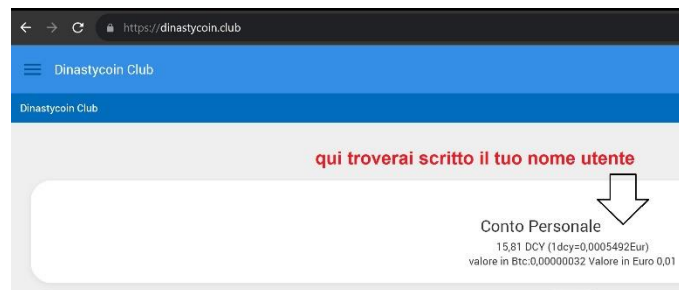 https://dinastycoin.club
Dinastycoin Club
Dinastycoin Club
qui troverai scritto il tuo nome utente
Conto Personale
15,81 DCY (1dcy=0,0005492Eur)
valore in Btc:0,00000032 Valore in Euro 0,01